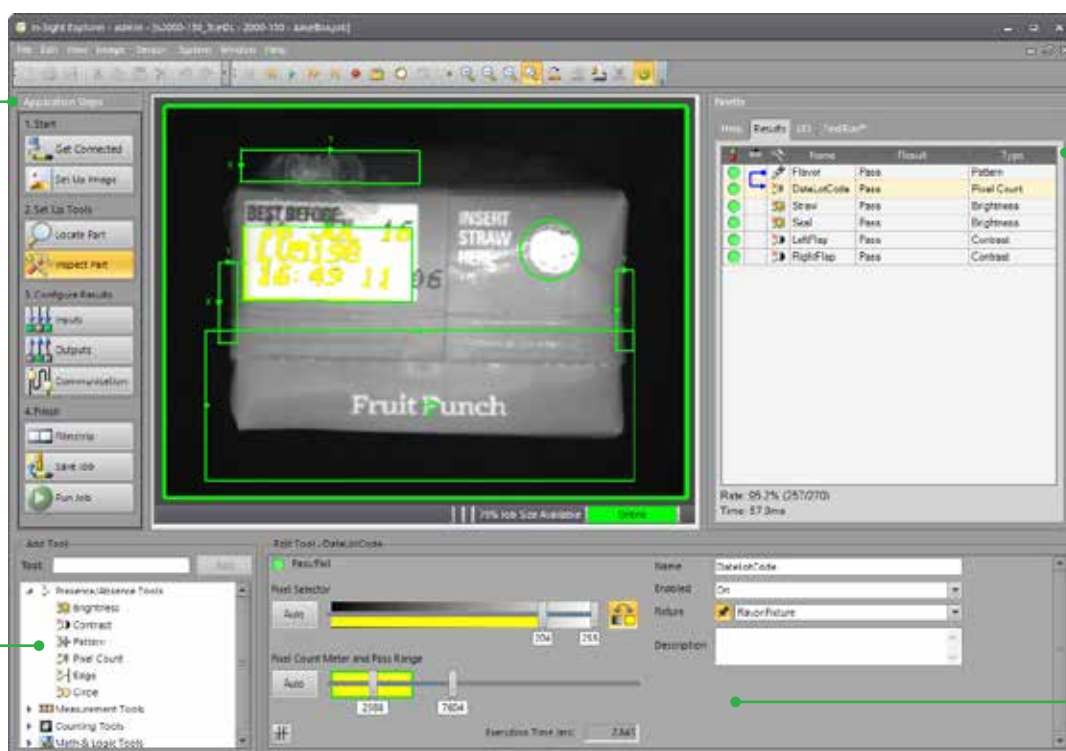 In-Sight Explorer - admin -
File Edit View Image Sensor System Window Help
Application Steps
1. Start
Get Connected
Set Up Image
2. Set Up Tools
Locate Part
Inspect Part
3. Configure Results
Inputs
Outputs
Communication
4. Finish
Filmstrip
Save Job
Run Job
BEST BEFORE
16:49 11 06
INSERT
STRAW
HERE
Fruit Punch
Job Size Available
Online
Palette
Help Results I/O TestRun™
Name Result Type
Flavor Pass Pattern
DateLotCode Pass Pixel Count
Straw Pass Brightness
Seal Pass Brightness
LeftFlap Pass Contrast
RightFlap Pass Contrast
Rate: 95.2% (257/270)
Time: 57.9ms
Add Tool
Tool: Add
Presence/Absence Tools
Brightness
Contrast
Pattern
Pixel Count
Edge
Circle
Measurement Tools
Counting Tools
Math & Logic Tools
Edit Tool - DateLotCode
Pass/Fail
Pixel Selector
Auto
255
Pixel Count Meter and Pass Range
Auto
7604
Execution Time (ms):
Name DateLotCode
Enabled On
Fixture
Description